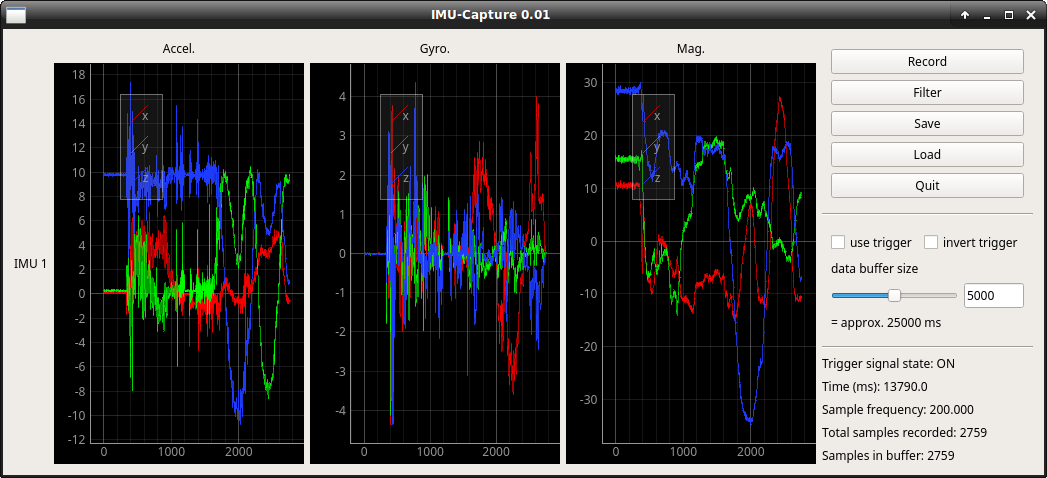 IMU-Capture 0.01
Accel.
Gyro.
Mag.
IMU 1
18
16
14
12
10
8
6
4
2
0
-2
-4
-6
-8
-10
-12
0
1000
2000
x
y
z
4
3
2
1
0
-1
-2
-3
-4
0
1000
2000
x
y
z
30
20
10
0
-10
-20
-30
0
1000
2000
x
y
z
Record
Filter
Save
Load
Quit
use trigger invert trigger
data buffer size
5000
= approx. 25000 ms
Trigger signal state: ON
Time (ms): 13790.0
Sample frequency: 200.000
Total samples recorded: 2759
Samples in buffer: 2759